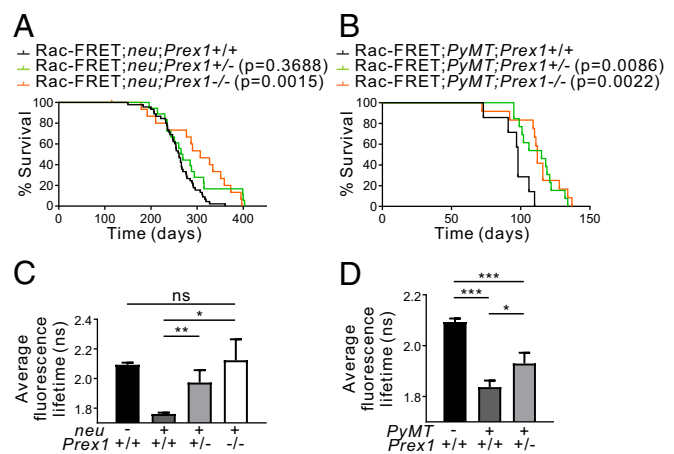 A
Rac-FRET;neu;Prex1+/+
Rac-FRET;neu;Prex1+/- (p=0.3688)
Rac-FRET;neu;Prex1-/- (p=0.0015)
% Survival
100
80
60
40
20
0
0 100 200 300 400
Time (days)
B
Rac-FRET;PyMT;Prex1+/+
Rac-FRET;PyMT;Prex1+/- (p=0.0086)
Rac-FRET;PyMT;Prex1-/- (p=0.0022)
% Survival
100
80
60
40
20
0
0 50 100 150
Time (days)
C
Average
fluorescence
lifetime (ns)
2.4
2.2
2.0
1.8
ns
*
**
neu - + + +
Prex1 +/+ +/+ +/- -/-
D
Average
fluorescence
lifetime (ns)
2.2
2.0
1.8
***
***
*
PyMT - + +
Prex1 +/+ +/+ +/-